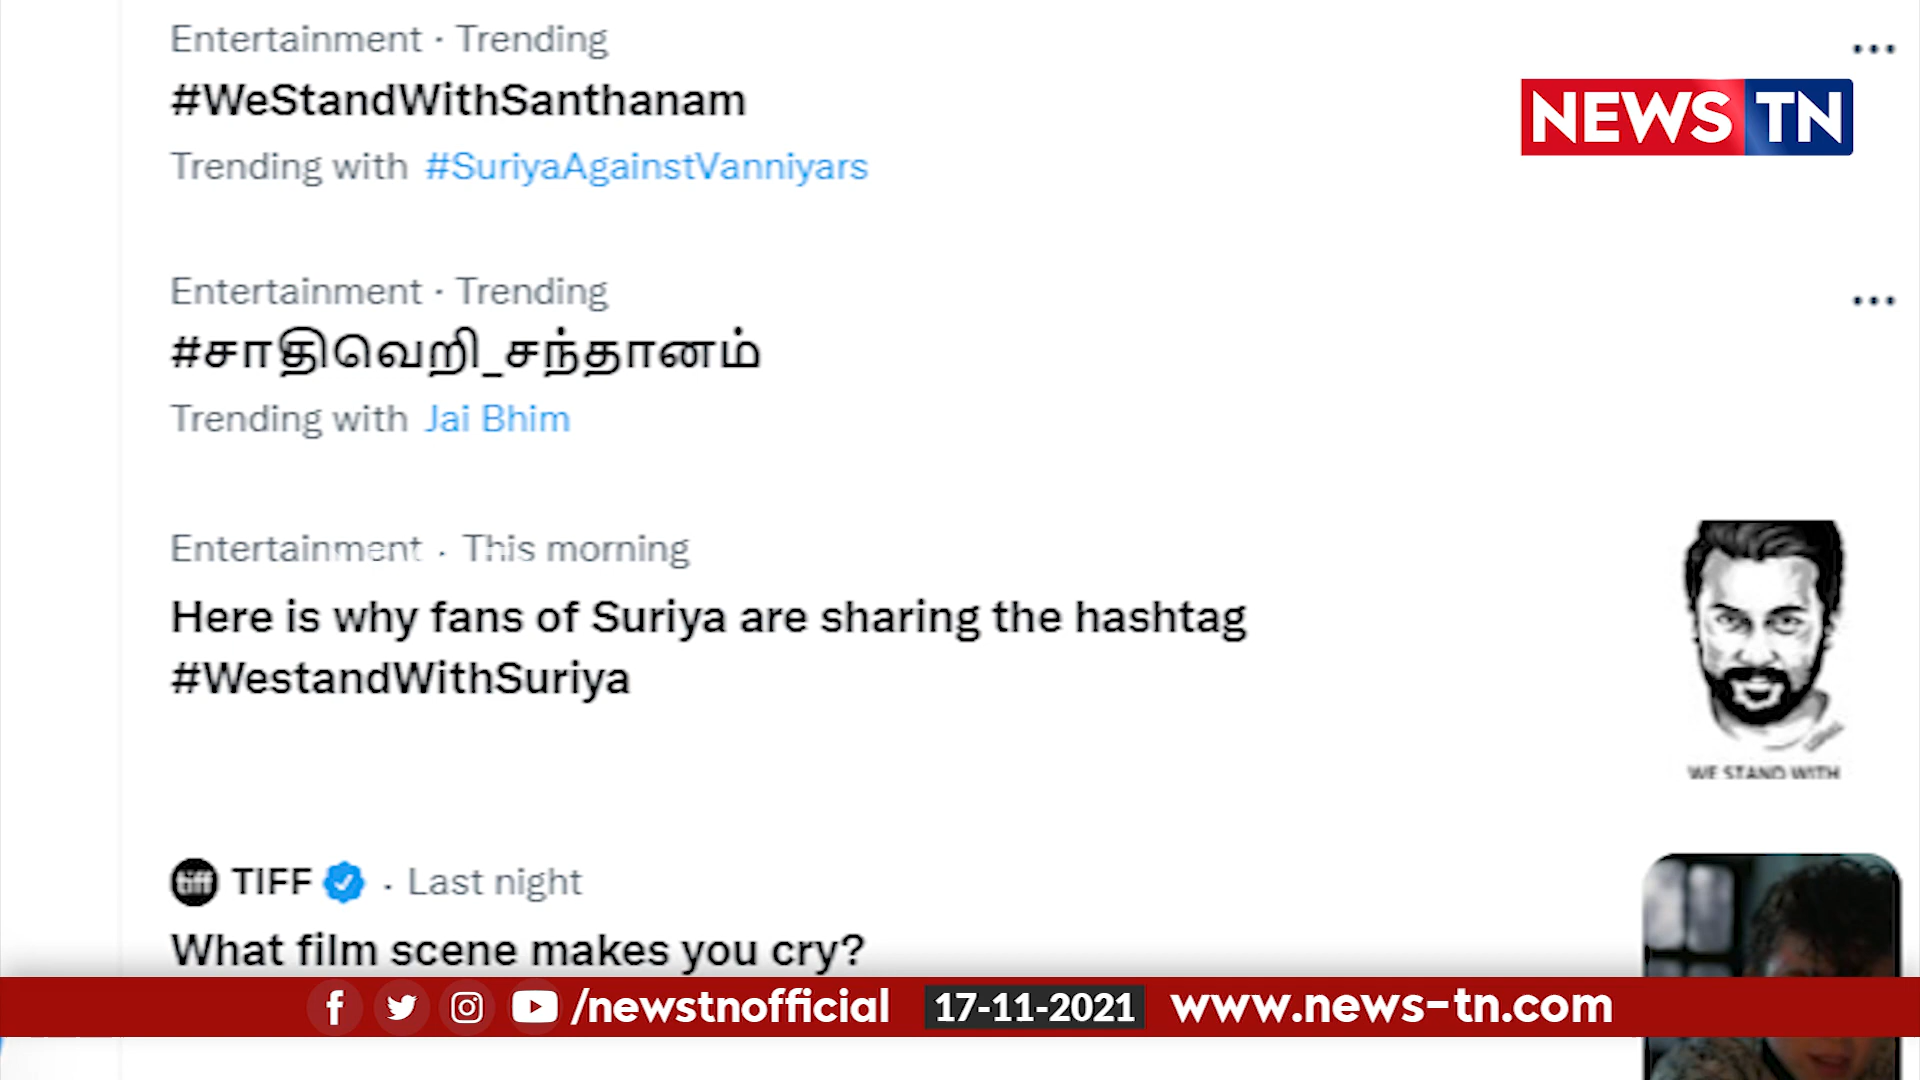 Entertainment · Trending
#WeStandWithSanthanam
Trending with #SuriyaAgainstVanniyars
NEWS TN
Entertainment · Trending
#சாதிவெறி_சந்தானம்
Trending with Jai Bhim
Entertainment · This morning
Here is why fans of Suriya are sharing the hashtag
#WestandWithSuriya
WE STAND WITH
tiff TIFF · Last night
What film scene makes you cry?
/newstnofficial 17-11-2021 www.news-tn.com